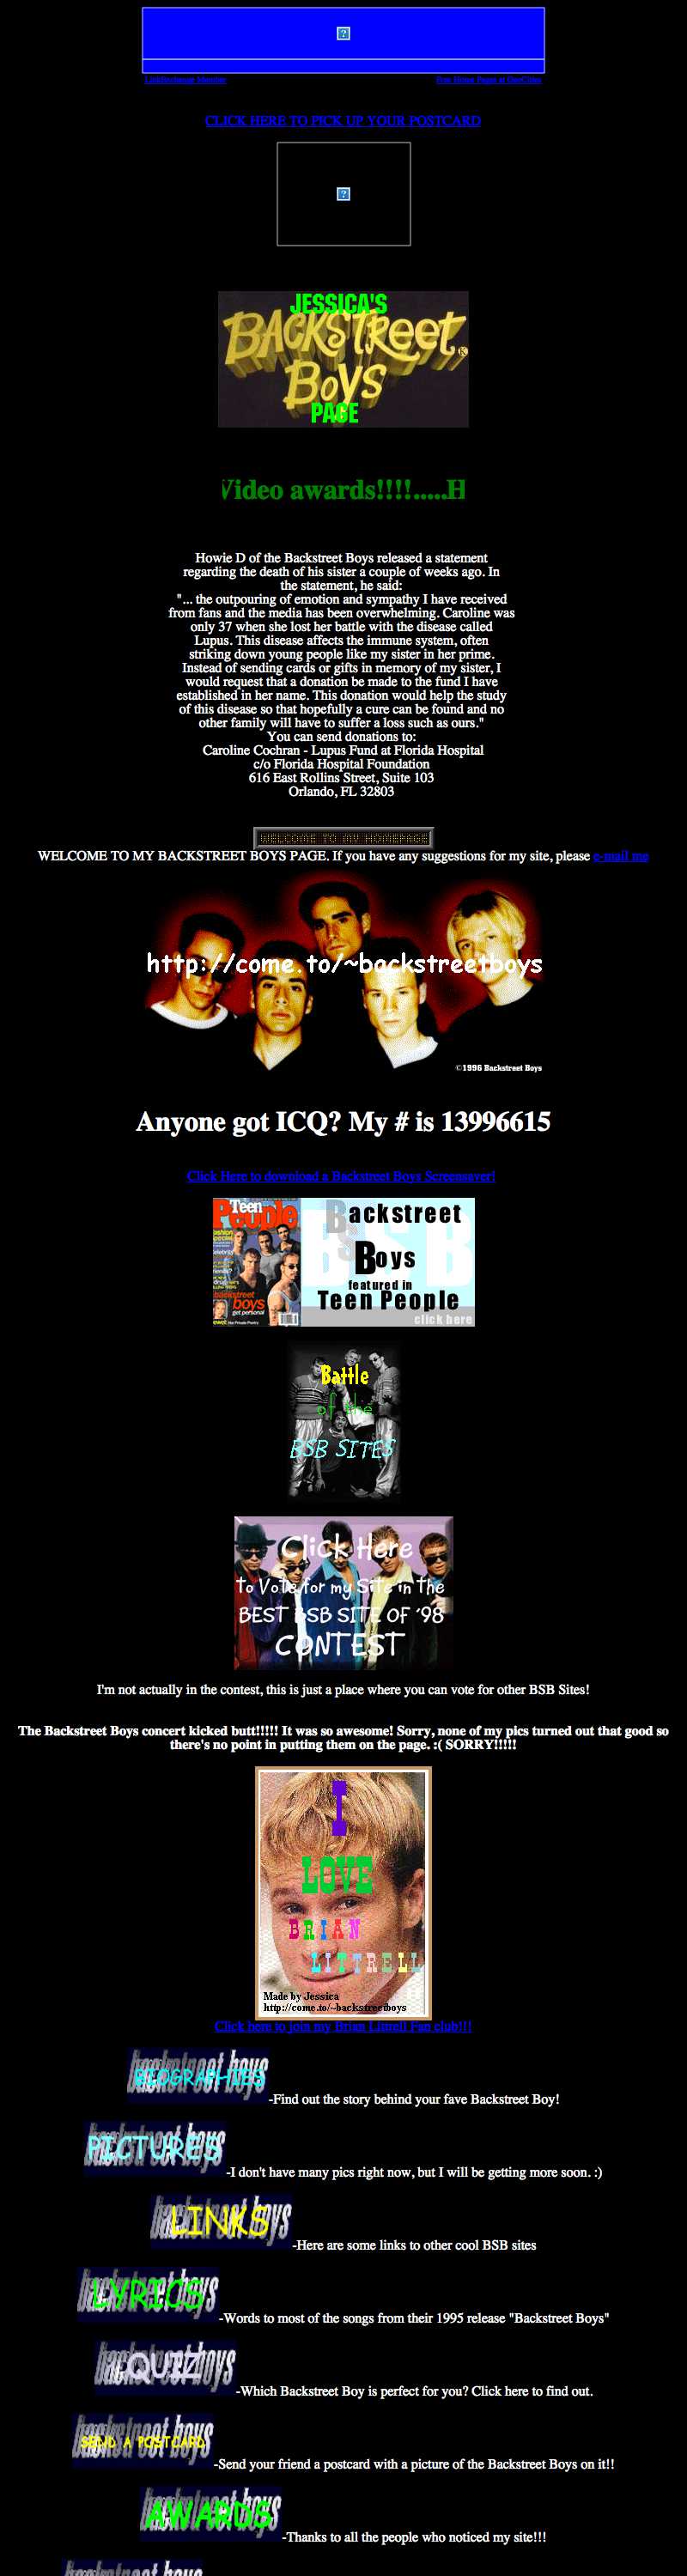 LinkExchange Member
Free Home Pages at GeoCities
CLICK HERE TO PICK UP YOUR POSTCARD
JESSICA'S
BACKSTREET
BOYS
PAGE
Video awards!!!!.....H
Howie D of the Backstreet Boys released a statement
regarding the death of his sister a couple of weeks ago. In
the statement, he said:
"... the outpouring of emotion and sympathy I have received
from fans and the media has been overwhelming. Caroline was
only 37 when she lost her battle with the disease called
Lupus. This disease affects the immune system, often
striking down young people like my sister in her prime.
Instead of sending cards or gifts in memory of my sister, I
would request that a donation be made to the fund I have
established in her name. This donation would help the study
of this disease so that hopefully a cure can be found and no
other family will have to suffer a loss such as ours."
You can send donations to:
Caroline Cochran - Lupus Fund at Florida Hospital
c/o Florida Hospital Foundation
616 East Rollins Street, Suite 103
Orlando, FL 32803
WELCOME TO MY HOMEPAGE
WELCOME TO MY BACKSTREET BOYS PAGE. If you have any suggestions for my site, please e-mail me
http://come.to/~backstreetboys
©1996 Backstreet Boys
Anyone got ICQ? My # is 13996615
Click Here to download a Backstreet Boys Screensaver!
Teen
People
backstreet
boys
get personal
Backstreet
Boys
featured in
Teen People
click here
Battle
of the
BSB SITES
Click Here
to Vote for my Site in The
BEST BSB SITE OF '98
CONTEST
I'm not actually in the contest, this is just a place where you can vote for other BSB Sites!
The Backstreet Boys concert kicked butt!!!!! It was so awesome! Sorry, none of my pics turned out that good so
there's no point in putting them on the page. :( SORRY!!!!!
I
LOVE
BRIAN
LITTRELL
Made by Jessica
http://come.to/~backstreetboys
Click here to join my Brian Littrell Fan club!!!
backstreet boys
BIOGRAPHIES
-Find out the story behind your fave Backstreet Boy!
backstreet boys
PICTURES
-I don't have many pics right now, but I will be getting more soon. :)
backstreet boys
LINKS
-Here are some links to other cool BSB sites
backstreet boys
LYRICS
-Words to most of the songs from their 1995 release "Backstreet Boys"
backstreet boys
QUIZ
-Which Backstreet Boy is perfect for you? Click here to find out.
backstreet boys
SEND A POSTCARD
-Send your friend a postcard with a picture of the Backstreet Boys on it!!
backstreet boys
AWARDS
-Thanks to all the people who noticed my site!!!
backstreet boys